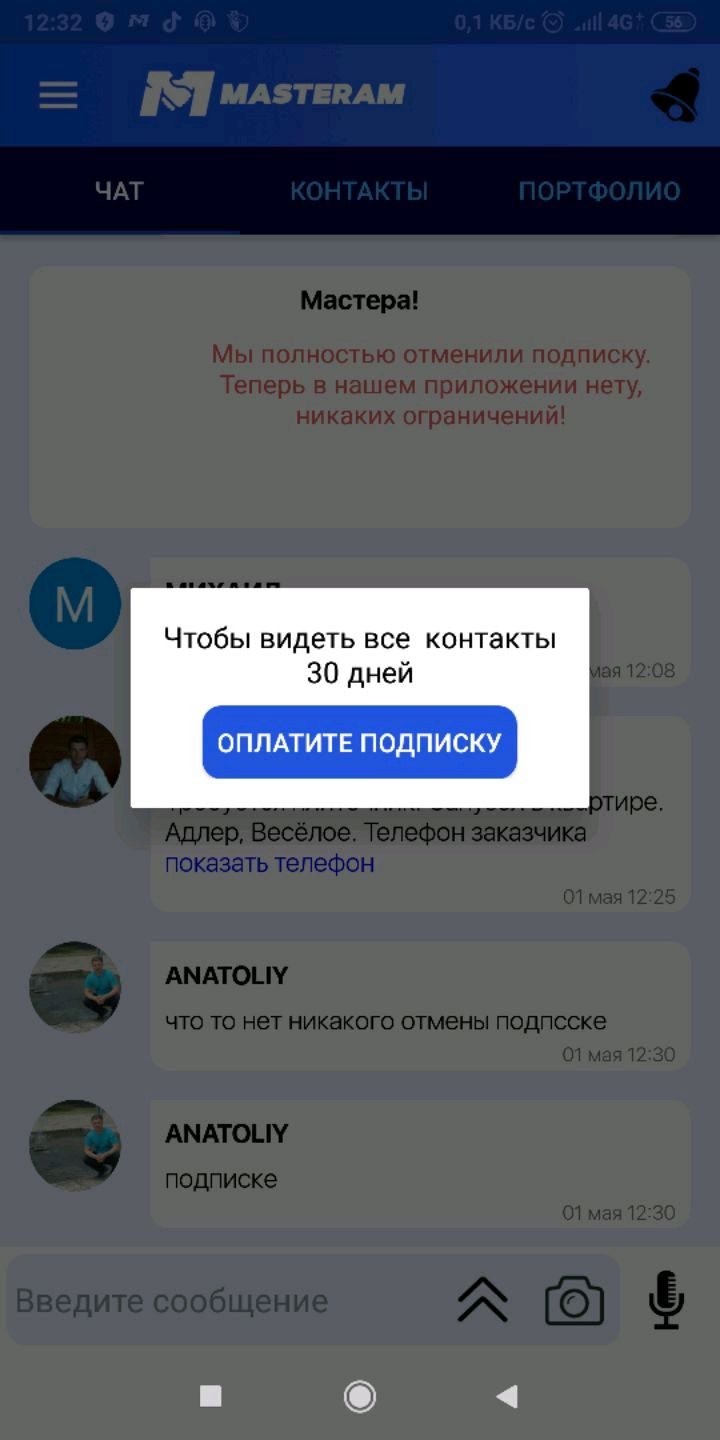 12:32
0,1 КБ/с
4G+
56
MASTERAM
ЧАТ
КОНТАКТЫ
ПОРТФОЛИО
Мастера!
Мы полностью отменили подписку.
Теперь в нашем приложении нету,
никаких ограничений!
М
МИХАИЛ
мая 12:08
Чтобы видеть все контакты
30 дней
ОПЛАТИТЕ ПОДПИСКУ
Адлер, Весёлое. Телефон заказчика
показать телефон
01 мая 12:25
ANATOLIY
что то нет никакого отмены подпсске
01 мая 12:30
ANATOLIY
подписке
01 мая 12:30
Введите сообщение